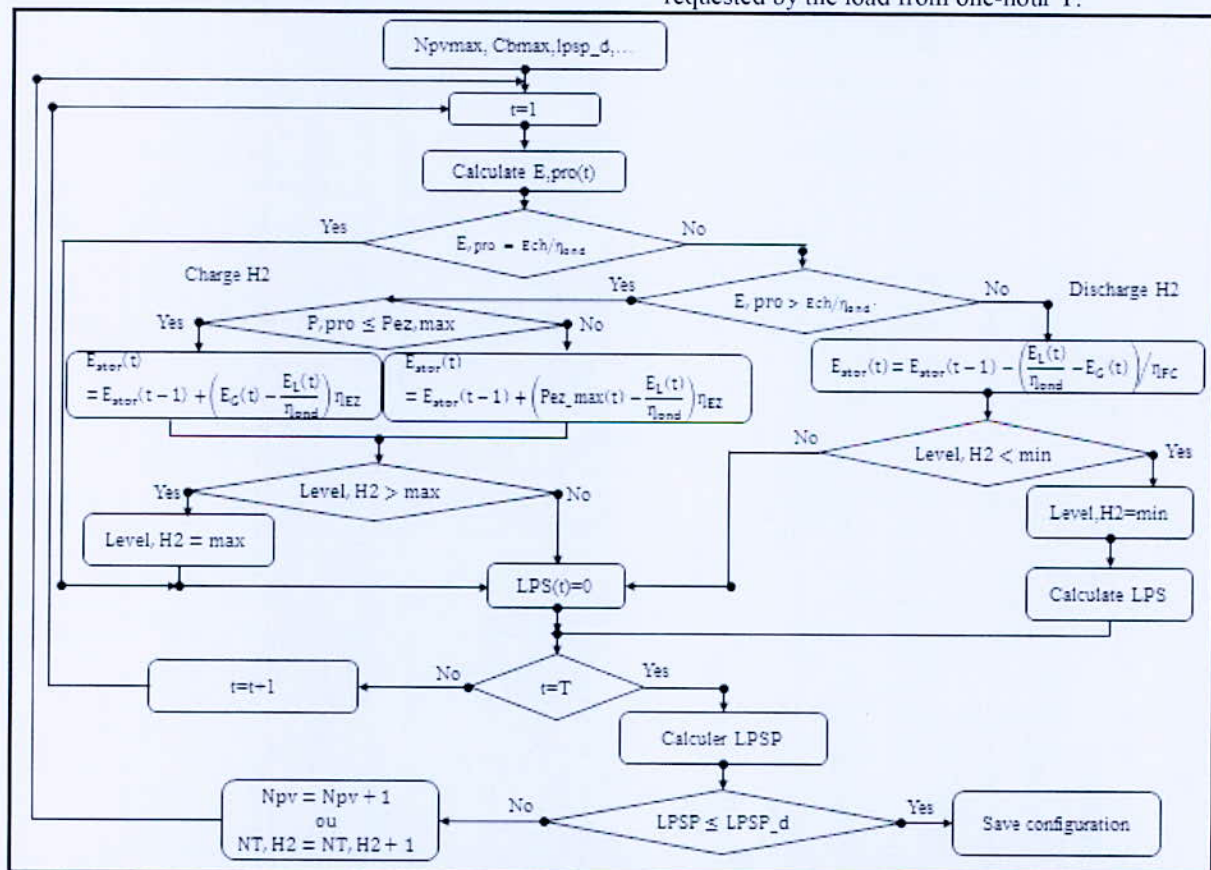 requested by the load from one-hour T.
Npvmax, Cbmax,lpsp_d,...
t=1
Calculate E,pro(t)
Yes
E,pro = Ech/ηond
No
Charge H2
Yes
E,pro > Ech/ηond.
No
Discharge H2
Yes
P,pro ≤ Pez,max
No
Estor(t)
= Estor(t−1) + (EG(t) − EL(t)/ηond) ηEZ
Estor(t)
= Estor(t−1) + (Pez_max(t) − EL(t)/ηond) ηEZ
Estor(t) = Estor(t−1) − (EL(t)/ηond − EG(t))/ηFC
No
Level, H2 < min
Yes
Yes
Level, H2 > max
No
Level,H2=min
Level, H2 = max
LPS(t)=0
Calculate LPS
t=t+1
No
t=T
Yes
Calculer LPSP
Npv = Npv + 1
ou
NT, H2 = NT, H2 + 1
No
LPSP ≤ LPSP_d
Yes
Save configuration